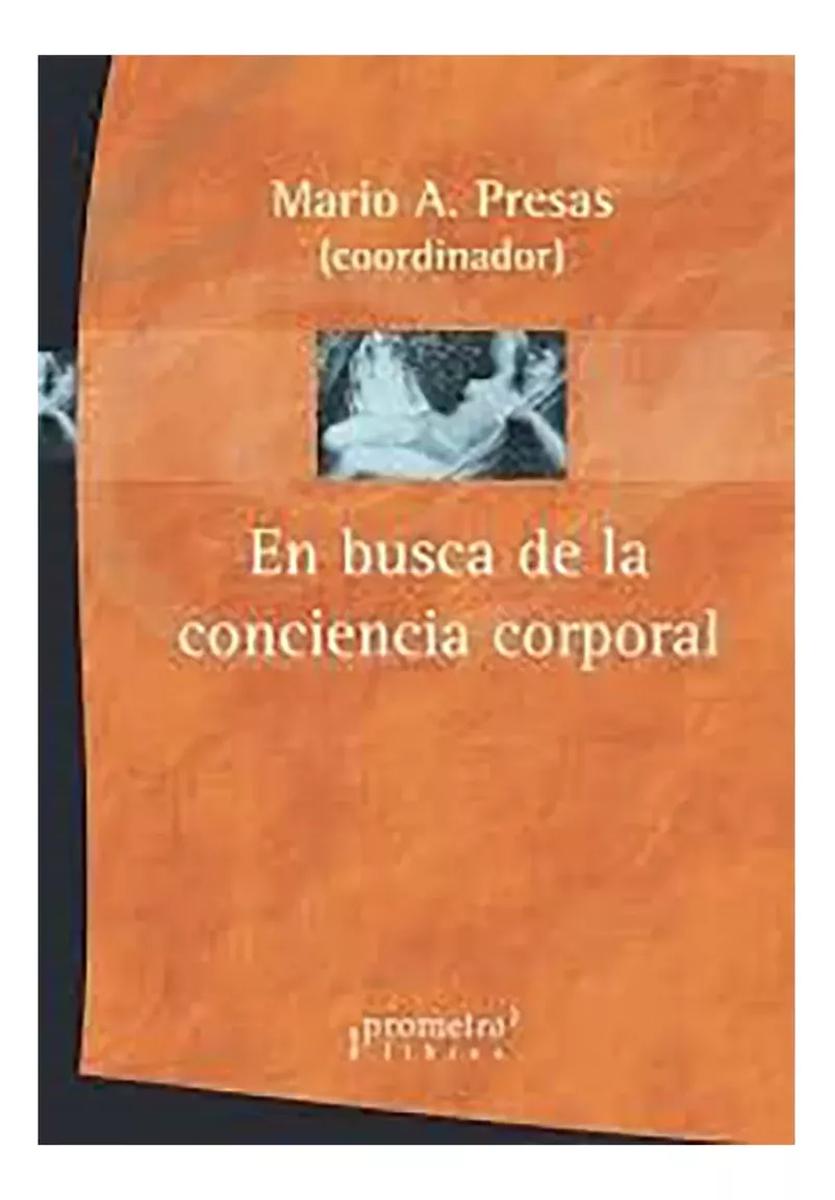 Mario A. Presas
(coordinador)
En busca de la
conciencia corporal
prometeo
libros